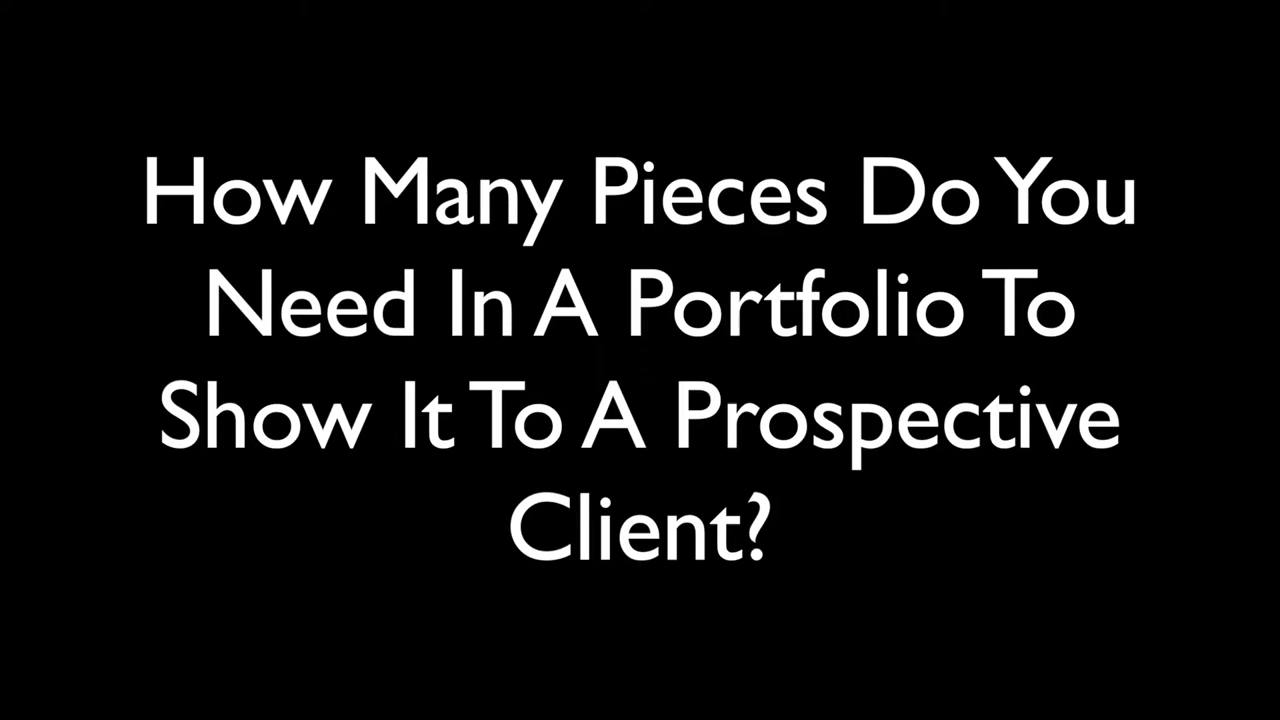 How Many Pieces Do You
Need In A Portfolio To
Show It To A Prospective
Client?